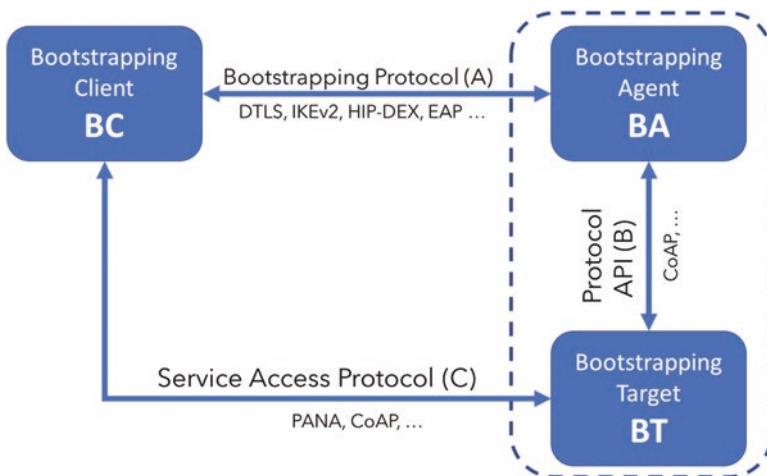 Bootstrapping
Client
BC
Bootstrapping Protocol (A)
DTLS, IKEv2, HIP-DEX, EAP ...
Bootstrapping
Agent
BA
Protocol
API (B)
CoAP, ...
Service Access Protocol (C)
PANA, CoAP, ...
Bootstrapping
Target
BT